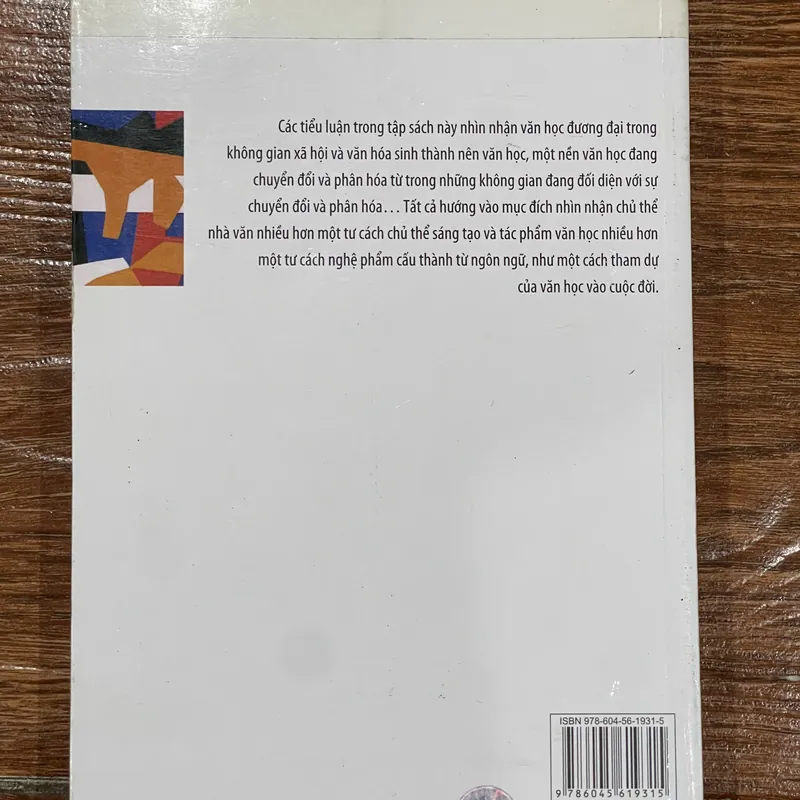 Các tiểu luận trong tập sách này nhìn nhận văn học đương đại trong
không gian xã hội và văn hóa sinh thành nên văn học, một nền văn học đang
chuyển đổi và phân hóa từ trong những không gian đang đối diện với sự
chuyển đổi và phân hóa... Tất cả hướng vào mục đích nhìn nhận chủ thể
nhà văn nhiều hơn một tư cách chủ thể sáng tạo và tác phẩm văn học nhiều hơn
một tư cách nghệ phẩm cấu thành từ ngôn ngữ, như một cách tham dự
của văn học vào cuộc đời.
ISBN 978-604-56-1931-5
9 786045 619315